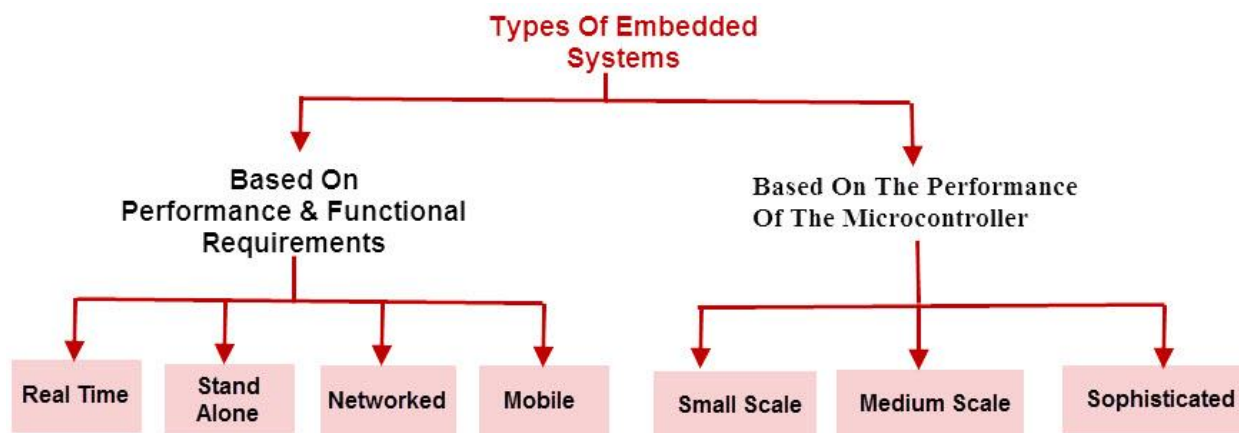 Types Of Embedded
Systems
Based On
Performance & Functional
Requirements
Based On The Performance
Of The Microcontroller
Real Time
Stand
Alone
Networked
Mobile
Small Scale
Medium Scale
Sophisticated